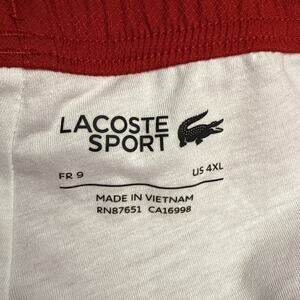 LACOSTE
SPORT
FR 9 US 4XL
MADE IN VIETNAM
RN87651 CA16998